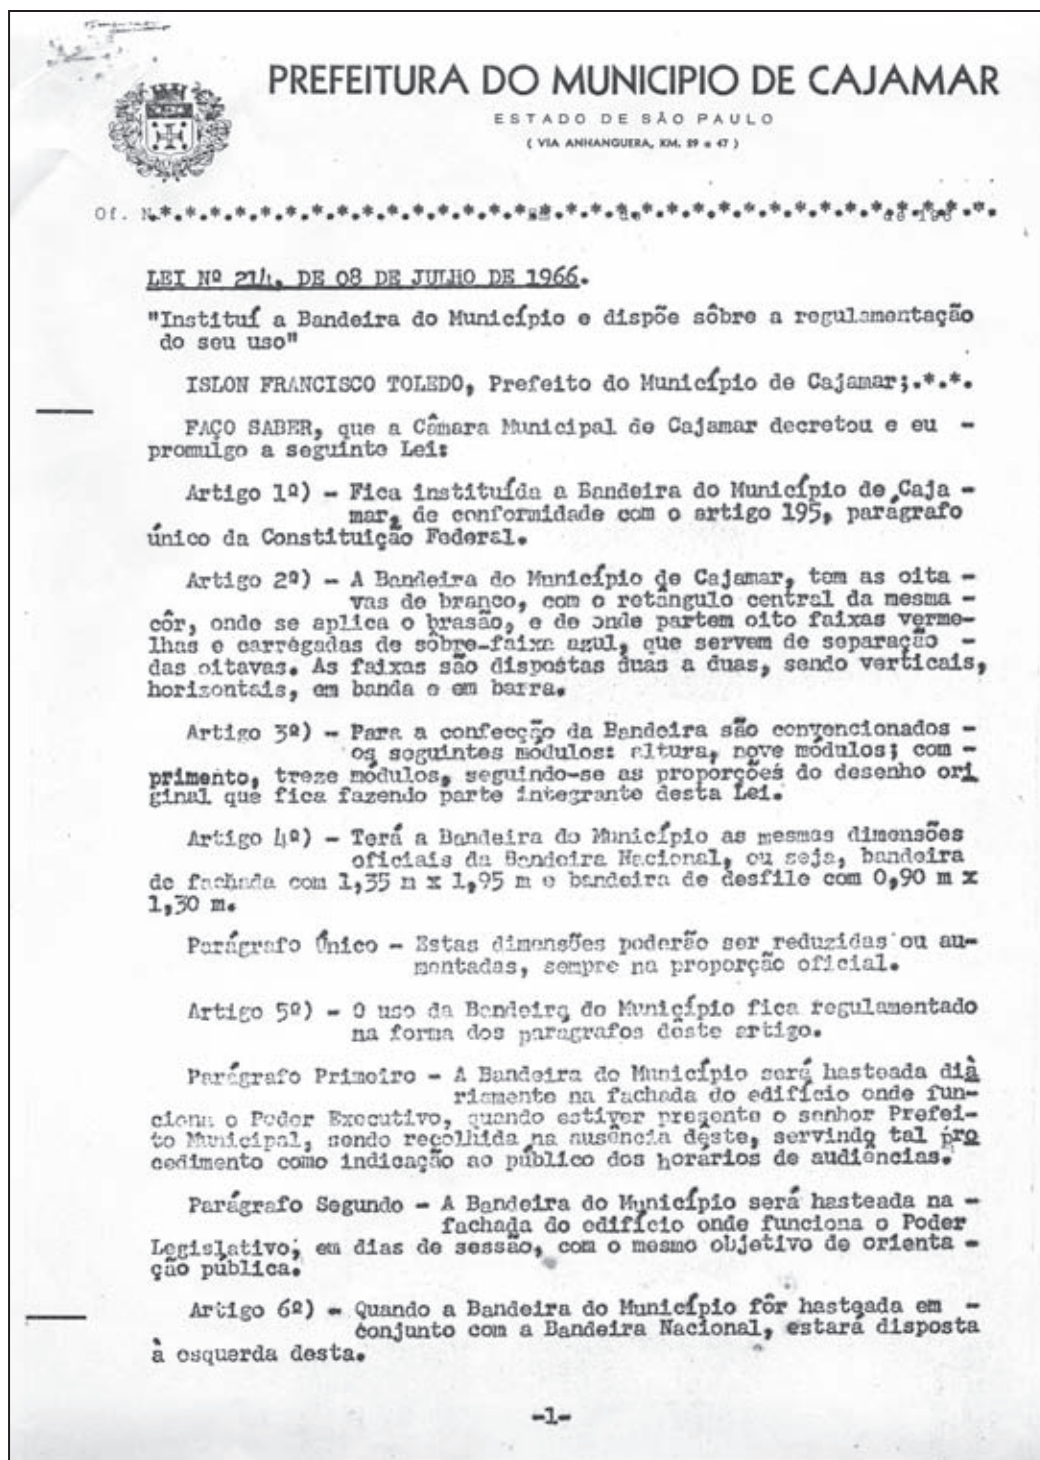 PREFEITURA DO MUNICIPIO DE CAJAMAR
ESTADO DE SÃO PAULO
( VIA ANHANGUERA, KM. 29 a 47 )
Of. N.*.*.*.*.*.*.*.*.*.*.*.*.*.*.*.*.*.*.*.*.*.*.*.*.*.*.*.*.*.*.*.*.*.
LEI Nº 214, DE 08 DE JULHO DE 1966.
"Instituí a Bandeira do Município e dispõe sôbre a regulamentação
do seu uso"
ISLON FRANCISCO TOLEDO, Prefeito do Município de Cajamar;.*.*.
FAÇO SABER, que a Câmara Municipal de Cajamar decretou e eu -
promulgo a seguinte Lei:
Artigo 1º) - Fica instituída a Bandeira do Município de Caja -
mar, de conformidade com o artigo 195, parágrafo
único da Constituição Federal.
Artigo 2º) - A Bandeira do Município de Cajamar, tem as oita -
vas de branco, com o retângulo central da mesma -
côr, onde se aplica o brasão, e de onde partem oito faixas verme-
lhas e carregadas de sôbre-faixa azul, que servem de separação -
das oitavas. As faixas são dispostas duas a duas, sendo verticais,
horizontais, em banda e em barra.
Artigo 3º) - Para a confecção da Bandeira são convencionados -
os seguintes módulos: altura, nove módulos; com -
primento, treze módulos, seguindo-se as proporções do desenho ori
ginal que fica fazendo parte integrante desta Lei.
Artigo 4º) - Terá a Bandeira do Município as mesmas dimensões
oficiais da Bandeira Nacional, ou seja, bandeira
de fachada com 1,35 m x 1,95 m e bandeira de desfile com 0,90 m x
1,30 m.
Parágrafo Único - Estas dimensões poderão ser reduzidas ou au-
mentadas, sempre na proporção oficial.
Artigo 5º) - O uso da Bandeira do Município fica regulamentado
na forma dos parágrafos dêste artigo.
Parágrafo Primeiro - A Bandeira do Município será hasteada dià
riamente na fachada do edifício onde fun-
ciona o Poder Executivo, quando estiver presente o senhor Prefei-
to Municipal, sendo recolhida na ausência dêste, servindo tal pro
cedimento como indicação ao público dos horários de audiências.
Parágrafo Segundo - A Bandeira do Município será hasteada na -
fachada do edifício onde funciona o Poder
Legislativo, em dias de sessão, com o mesmo objetivo de orienta -
ção pública.
Artigo 6º) - Quando a Bandeira do Município fôr hasteada em -
conjunto com a Bandeira Nacional, estará disposta
à esquerda desta.
-1-